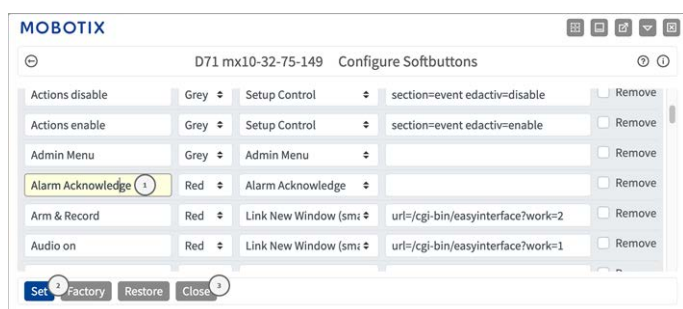 MOBOTIX
D71 mx10-32-75-149 Configure Softbuttons
Actions disable Grey Setup Control section=event edactiv=disable Remove
Actions enable Grey Setup Control section=event edactiv=enable Remove
Admin Menu Grey Admin Menu Remove
Alarm Acknowledge 1 Red Alarm Acknowledge Remove
Arm & Record Red Link New Window (sma url=/cgi-bin/easyinterface?work=2 Remove
Audio on Red Link New Window (sma url=/cgi-bin/easyinterface?work=1 Remove
Set 2 Factory Restore Close 3